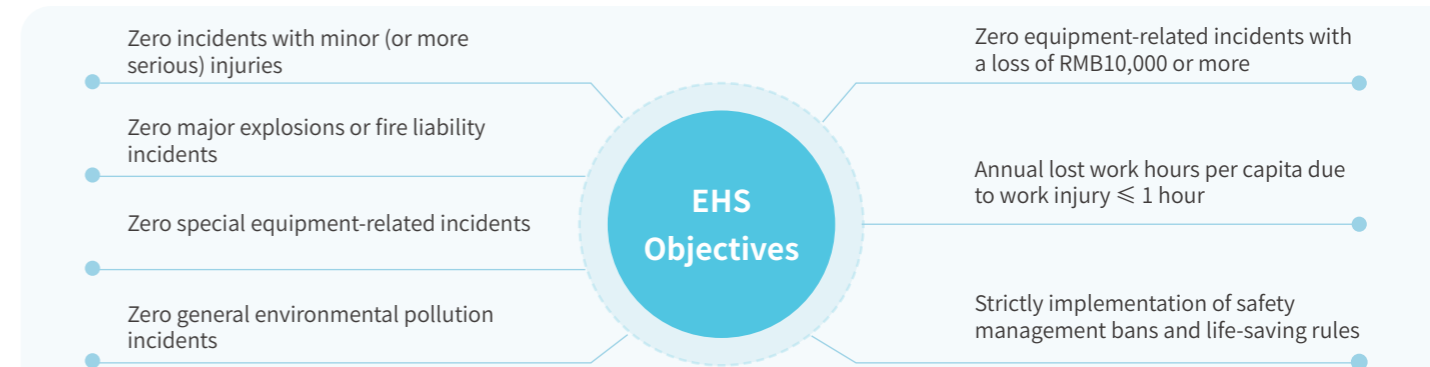 Zero incidents with minor (or more
serious) injuries
Zero major explosions or fire liability
incidents
Zero special equipment-related incidents
Zero general environmental pollution
incidents
EHS
Objectives
Zero equipment-related incidents with
a loss of RMB10,000 or more
Annual lost work hours per capita due
to work injury ⩽ 1 hour
Strictly implementation of safety
management bans and life-saving rules